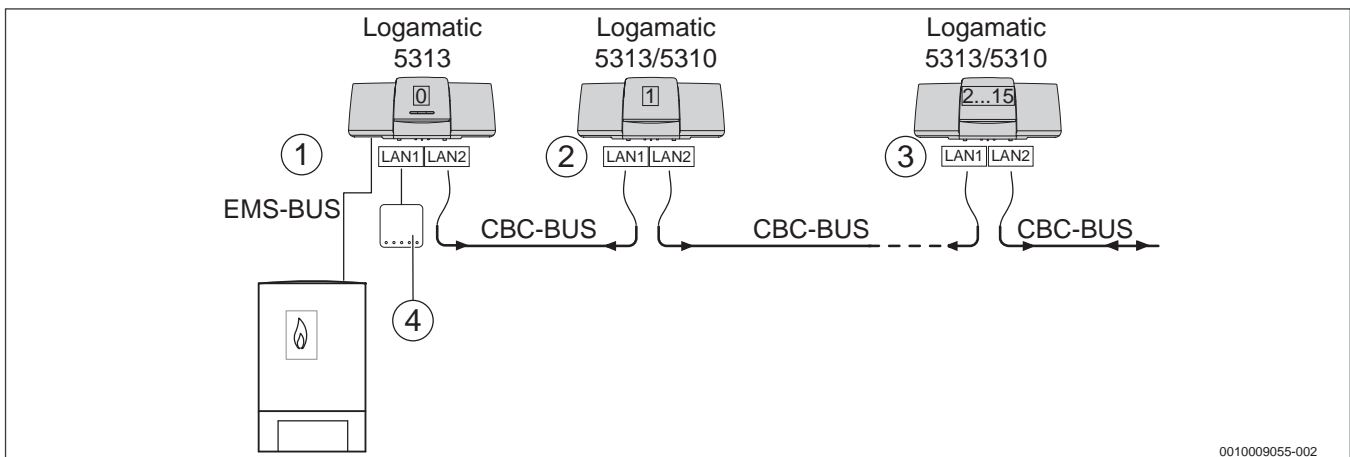 Logamatic
5313
Logamatic
5313/5310
Logamatic
5313/5310
0
1
2...15
1
LAN1 LAN2
2
LAN1 LAN2
3
LAN1 LAN2
EMS-BUS
CBC-BUS
CBC-BUS
CBC-BUS
4
0010009055-002